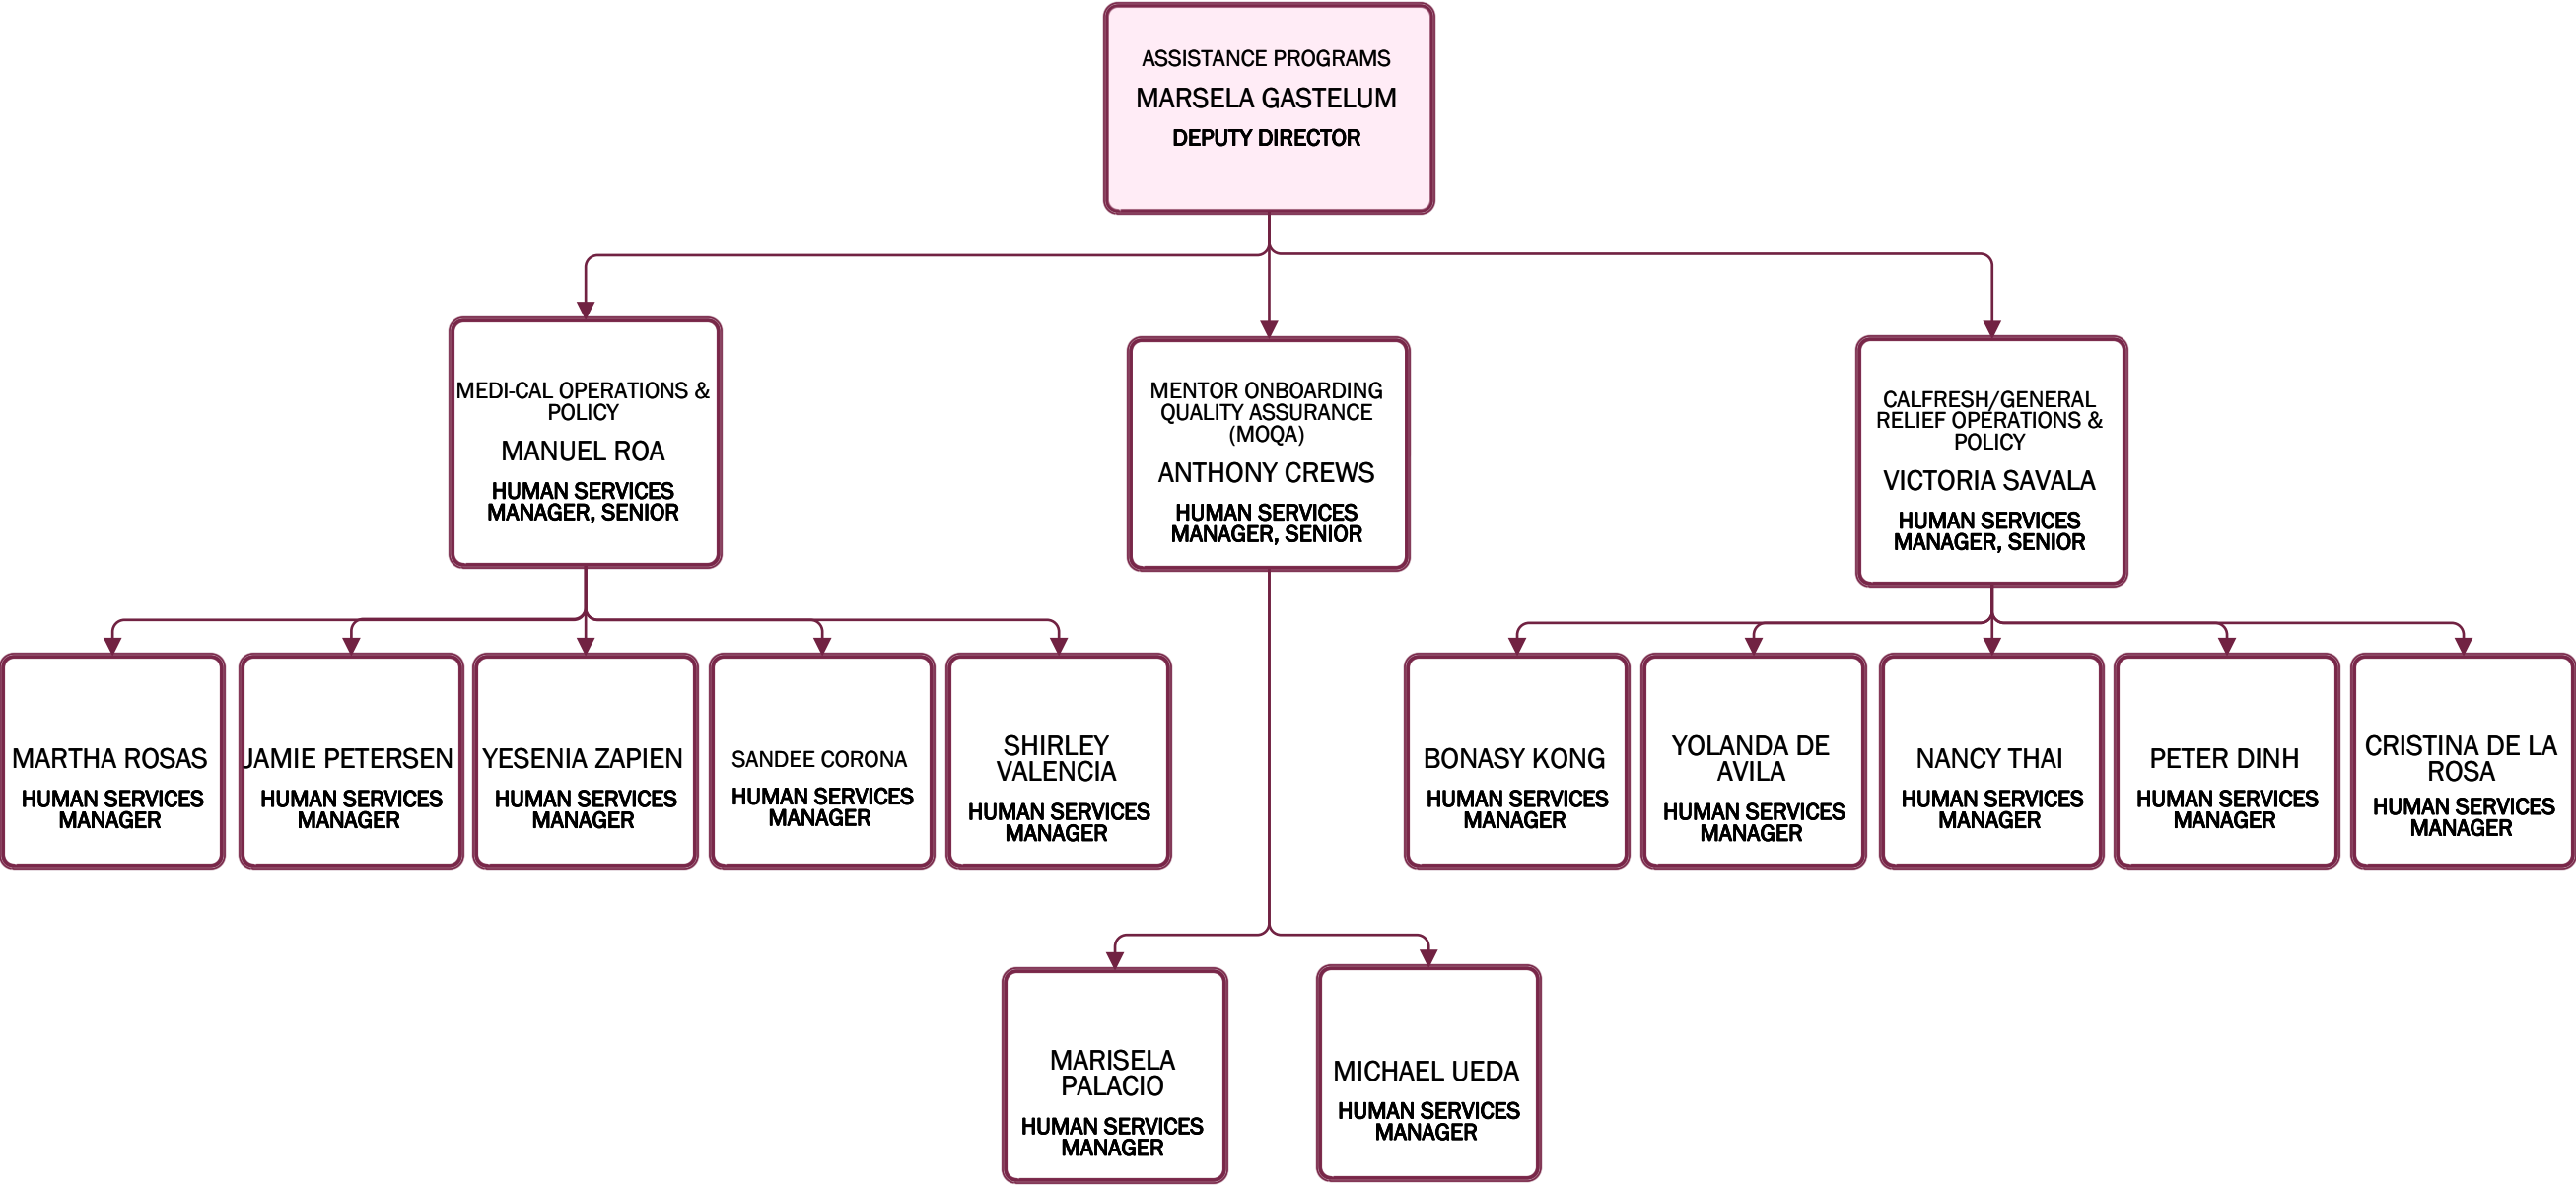 ASSISTANCE PROGRAMS
MARSELA GASTELUM
DEPUTY DIRECTOR
MEDI-CAL OPERATIONS &
POLICY
MANUEL ROA
HUMAN SERVICES
MANAGER, SENIOR
MENTOR ONBOARDING
QUALITY ASSURANCE
(MOQA)
ANTHONY CREWS
HUMAN SERVICES
MANAGER, SENIOR
CALFRESH/GENERAL
RELIEF OPERATIONS &
POLICY
VICTORIA SAVALA
HUMAN SERVICES
MANAGER, SENIOR
MARTHA ROSAS
HUMAN SERVICES
MANAGER
JAMIE PETERSEN
HUMAN SERVICES
MANAGER
YESENIA ZAPIEN
HUMAN SERVICES
MANAGER
SANDEE CORONA
HUMAN SERVICES
MANAGER
SHIRLEY
VALENCIA
HUMAN SERVICES
MANAGER
BONASY KONG
HUMAN SERVICES
MANAGER
YOLANDA DE
AVILA
HUMAN SERVICES
MANAGER
NANCY THAI
HUMAN SERVICES
MANAGER
PETER DINH
HUMAN SERVICES
MANAGER
CRISTINA DE LA
ROSA
HUMAN SERVICES
MANAGER
MARISELA
PALACIO
HUMAN SERVICES
MANAGER
MICHAEL UEDA
HUMAN SERVICES
MANAGER